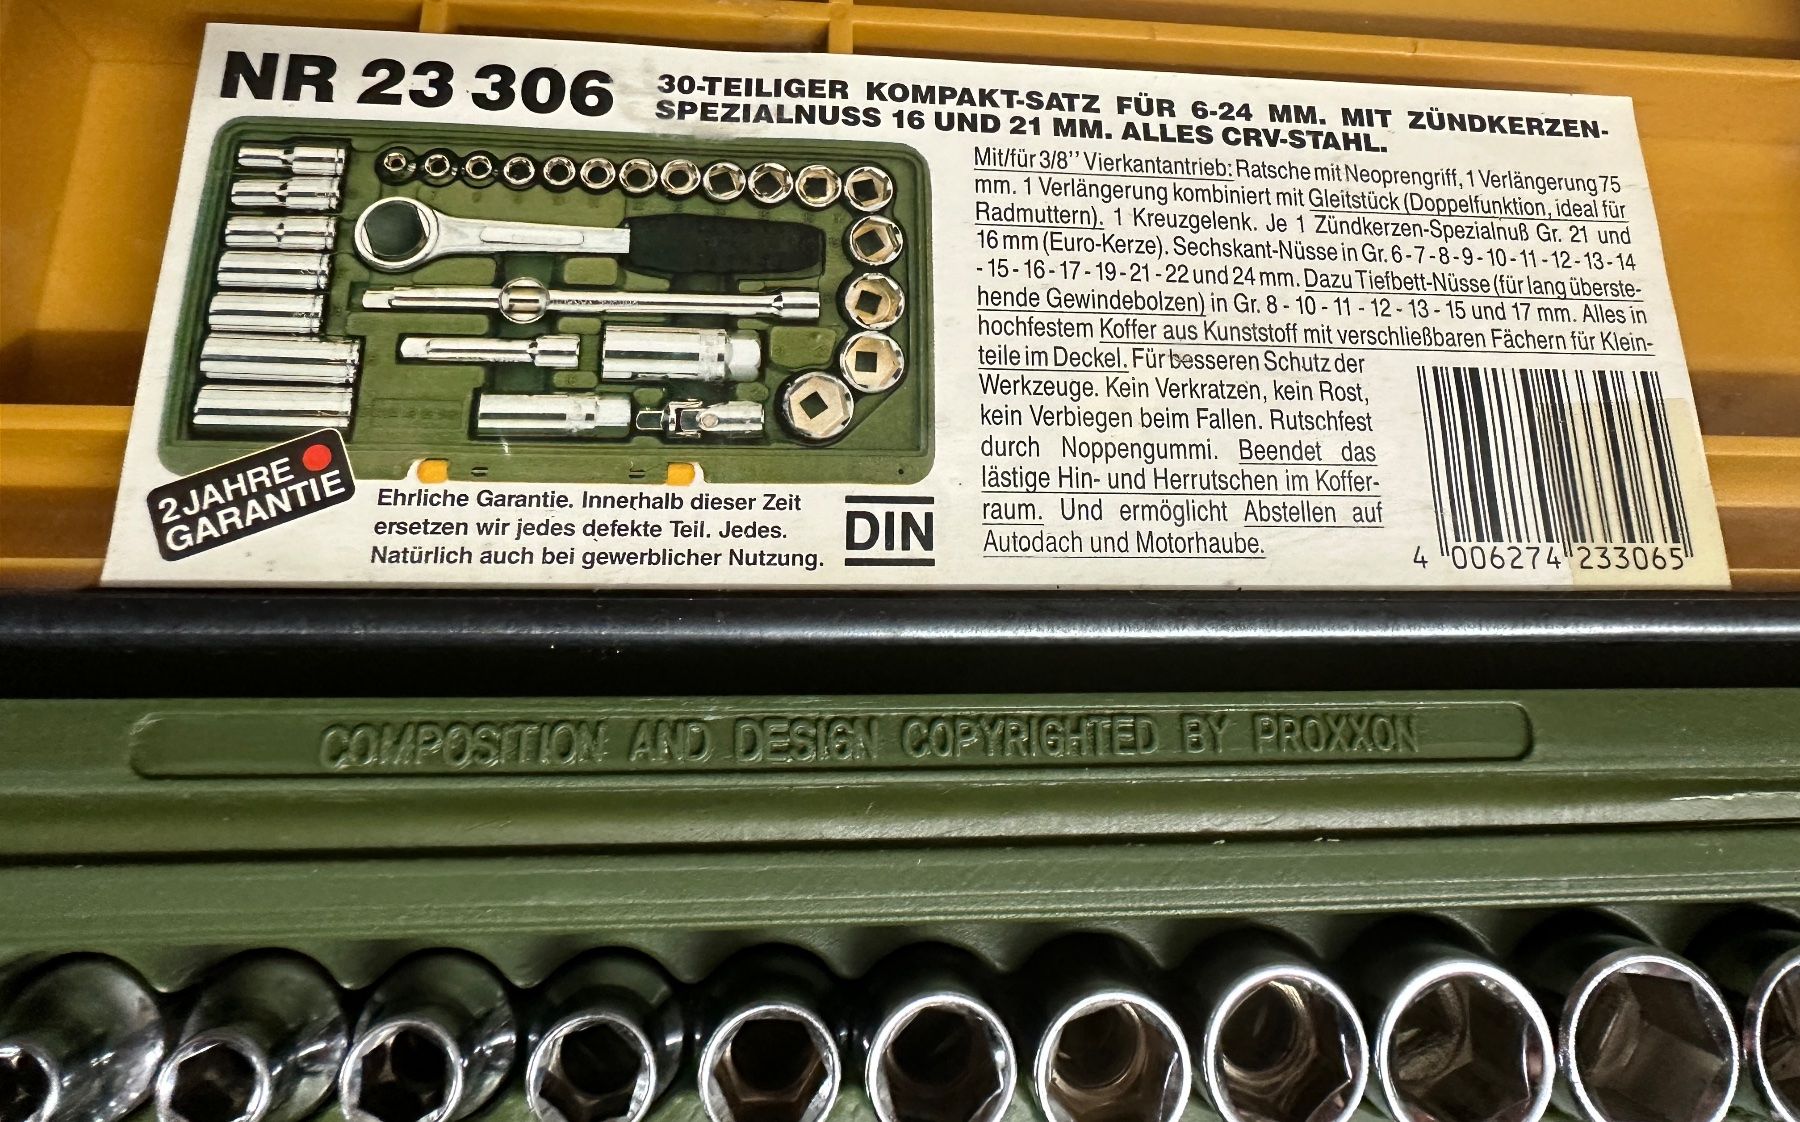 NR 23 306
30-TEILIGER KOMPAKT-SATZ FÜR 6-24 MM. MIT ZÜNDKERZEN-
SPEZIALNUSS 16 UND 21 MM. ALLES CRV-STAHL.
Mit/für 3/8'' Vierkantantrieb: Ratsche mit Neoprengriff, 1 Verlängerung 75
mm. 1 Verlängerung kombiniert mit Gleitstück (Doppelfunktion, ideal für
Radmuttern). 1 Kreuzgelenk. Je 1 Zündkerzen-Spezialnuß Gr. 21 und
16 mm (Euro-Kerze). Sechskant-Nüsse in Gr. 6 - 7 - 8 - 9 - 10 - 11 - 12 - 13 - 14
- 15 - 16 - 17 - 19 - 21 - 22 und 24 mm. Dazu Tiefbett-Nüsse (für lang überste-
hende Gewindebolzen) in Gr. 8 - 10 - 11 - 12 - 13 - 15 und 17 mm. Alles in
hochfestem Koffer aus Kunststoff mit verschließbaren Fächern für Klein-
teile im Deckel. Für besseren Schutz der
Werkzeuge. Kein Verkratzen, kein Rost,
kein Verbiegen beim Fallen. Rutschfest
durch Noppengummi. Beendet das
lästige Hin- und Herrutschen im Koffer-
raum. Und ermöglicht Abstellen auf
Autodach und Motorhaube.
2 JAHRE
GARANTIE
Ehrliche Garantie. Innerhalb dieser Zeit
ersetzen wir jedes defekte Teil. Jedes.
Natürlich auch bei gewerblicher Nutzung.
DIN
4 006274 233065
COMPOSITION AND DESIGN COPYRIGHTED BY PROXXON